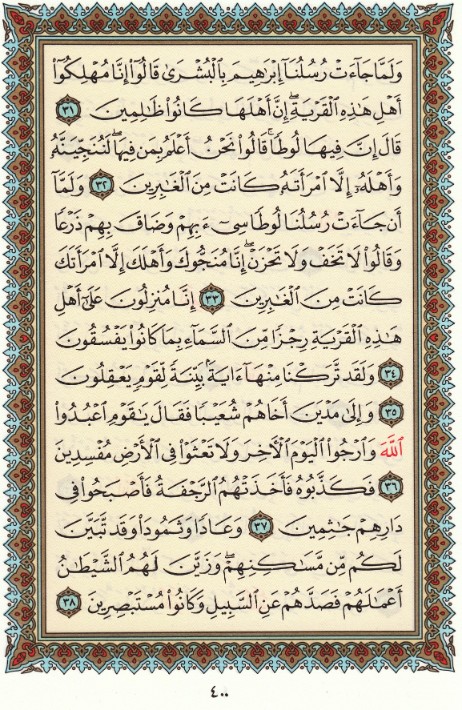 وَلَمَّا جَآءَتْ رُسُلُنَآ إِبْرَٰهِيمَ بِٱلْبُشْرَىٰ قَالُوٓا۟ إِنَّا مُهْلِكُوٓا۟
أَهْلِ هَٰذِهِ ٱلْقَرْيَةِ ۖ إِنَّ أَهْلَهَا كَانُوا۟ ظَٰلِمِينَ ٣١
قَالَ إِنَّ فِيهَا لُوطًا ۚ قَالُوا۟ نَحْنُ أَعْلَمُ بِمَن فِيهَا ۖ لَنُنَجِّيَنَّهُۥ
وَأَهْلَهُۥٓ إِلَّا ٱمْرَأَتَهُۥ كَانَتْ مِنَ ٱلْغَٰبِرِينَ ٣٢ وَلَمَّآ
أَن جَآءَتْ رُسُلُنَا لُوطًا سِىٓءَ بِهِمْ وَضَاقَ بِهِمْ ذَرْعًا
وَقَالُوا۟ لَا تَخَفْ وَلَا تَحْزَنْ ۖ إِنَّا مُنَجُّوكَ وَأَهْلَكَ إِلَّا ٱمْرَأَتَكَ
كَانَتْ مِنَ ٱلْغَٰبِرِينَ ٣٣ إِنَّا مُنزِلُونَ عَلَىٰٓ أَهْلِ
هَٰذِهِ ٱلْقَرْيَةِ رِجْزًا مِّنَ ٱلسَّمَآءِ بِمَا كَانُوا۟ يَفْسُقُونَ
٣٤ وَلَقَد تَّرَكْنَا مِنْهَآ ءَايَةًۢ بَيِّنَةً لِّقَوْمٍ يَعْقِلُونَ
٣٥ وَإِلَىٰ مَدْيَنَ أَخَاهُمْ شُعَيْبًا فَقَالَ يَٰقَوْمِ ٱعْبُدُوا۟
ٱللَّهَ وَٱرْجُوا۟ ٱلْيَوْمَ ٱلْءَاخِرَ وَلَا تَعْثَوْا۟ فِى ٱلْأَرْضِ مُفْسِدِينَ
٣٦ فَكَذَّبُوهُ فَأَخَذَتْهُمُ ٱلرَّجْفَةُ فَأَصْبَحُوا۟ فِى
دَارِهِمْ جَٰثِمِينَ ٣٧ وَعَادًا وَثَمُودَا۟ وَقَد تَّبَيَّنَ
لَكُم مِّن مَّسَٰكِنِهِمْ ۖ وَزَيَّنَ لَهُمُ ٱلشَّيْطَٰنُ
أَعْمَٰلَهُمْ فَصَدَّهُمْ عَنِ ٱلسَّبِيلِ وَكَانُوا۟ مُسْتَبْصِرِينَ ٣٨
٤٠٠